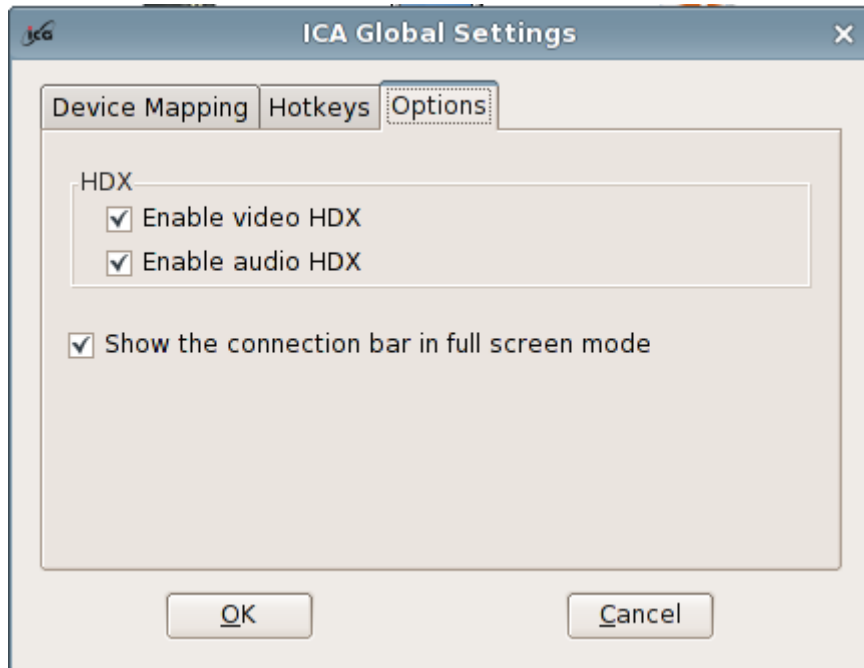 ica
ICA Global Settings
Device Mapping
Hotkeys
Options
HDX
Enable video HDX
Enable audio HDX
Show the connection bar in full screen mode
OK
Cancel